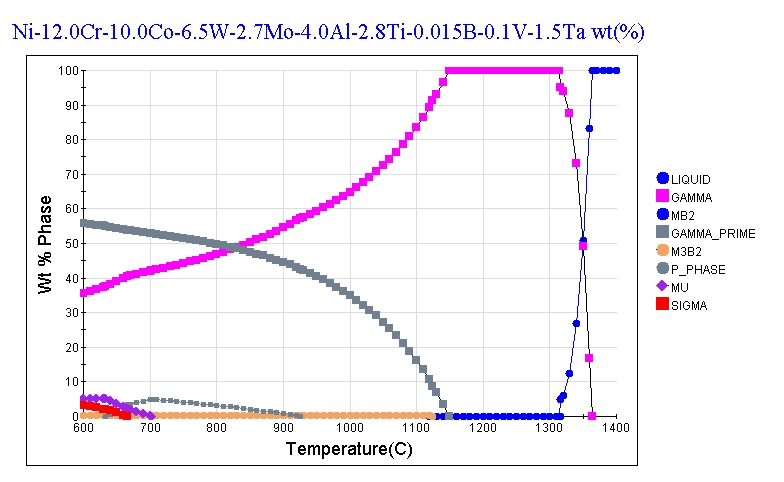 Ni-12.0Cr-10.0Co-6.5W-2.7Mo-4.0Al-2.8Ti-0.015B-0.1V-1.5Ta wt(%)
100
90
80
70
60
50
40
30
20
10
0
Wt % Phase
600 700 800 900 1000 1100 1200 1300 1400
Temperature(C)
LIQUID
GAMMA
MB2
GAMMA_PRIME
M3B2
P_PHASE
MU
SIGMA